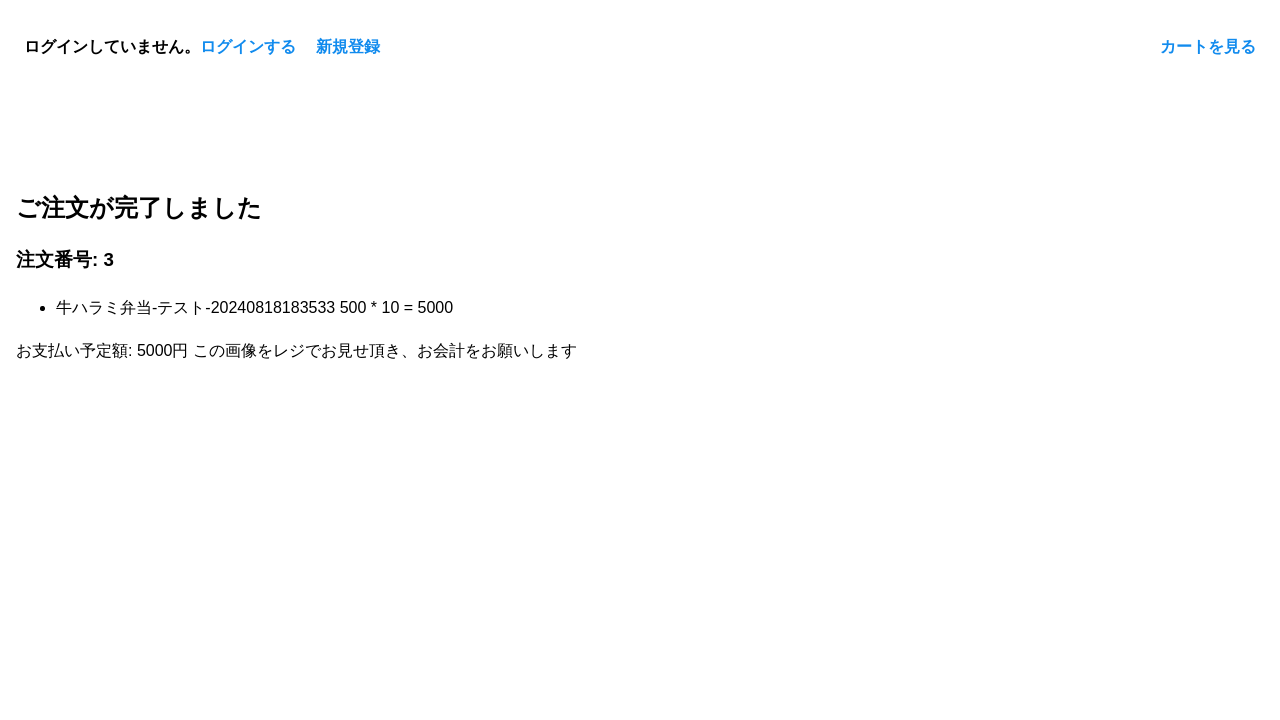 ログインしていません。ログインする 新規登録 カートを見る
ご注文が完了しました
注文番号: 3
牛ハラミ弁当-テスト-20240818183533 500 * 10 = 5000
お支払い予定額: 5000円 この画像をレジでお見せ頂き、お会計をお願いします